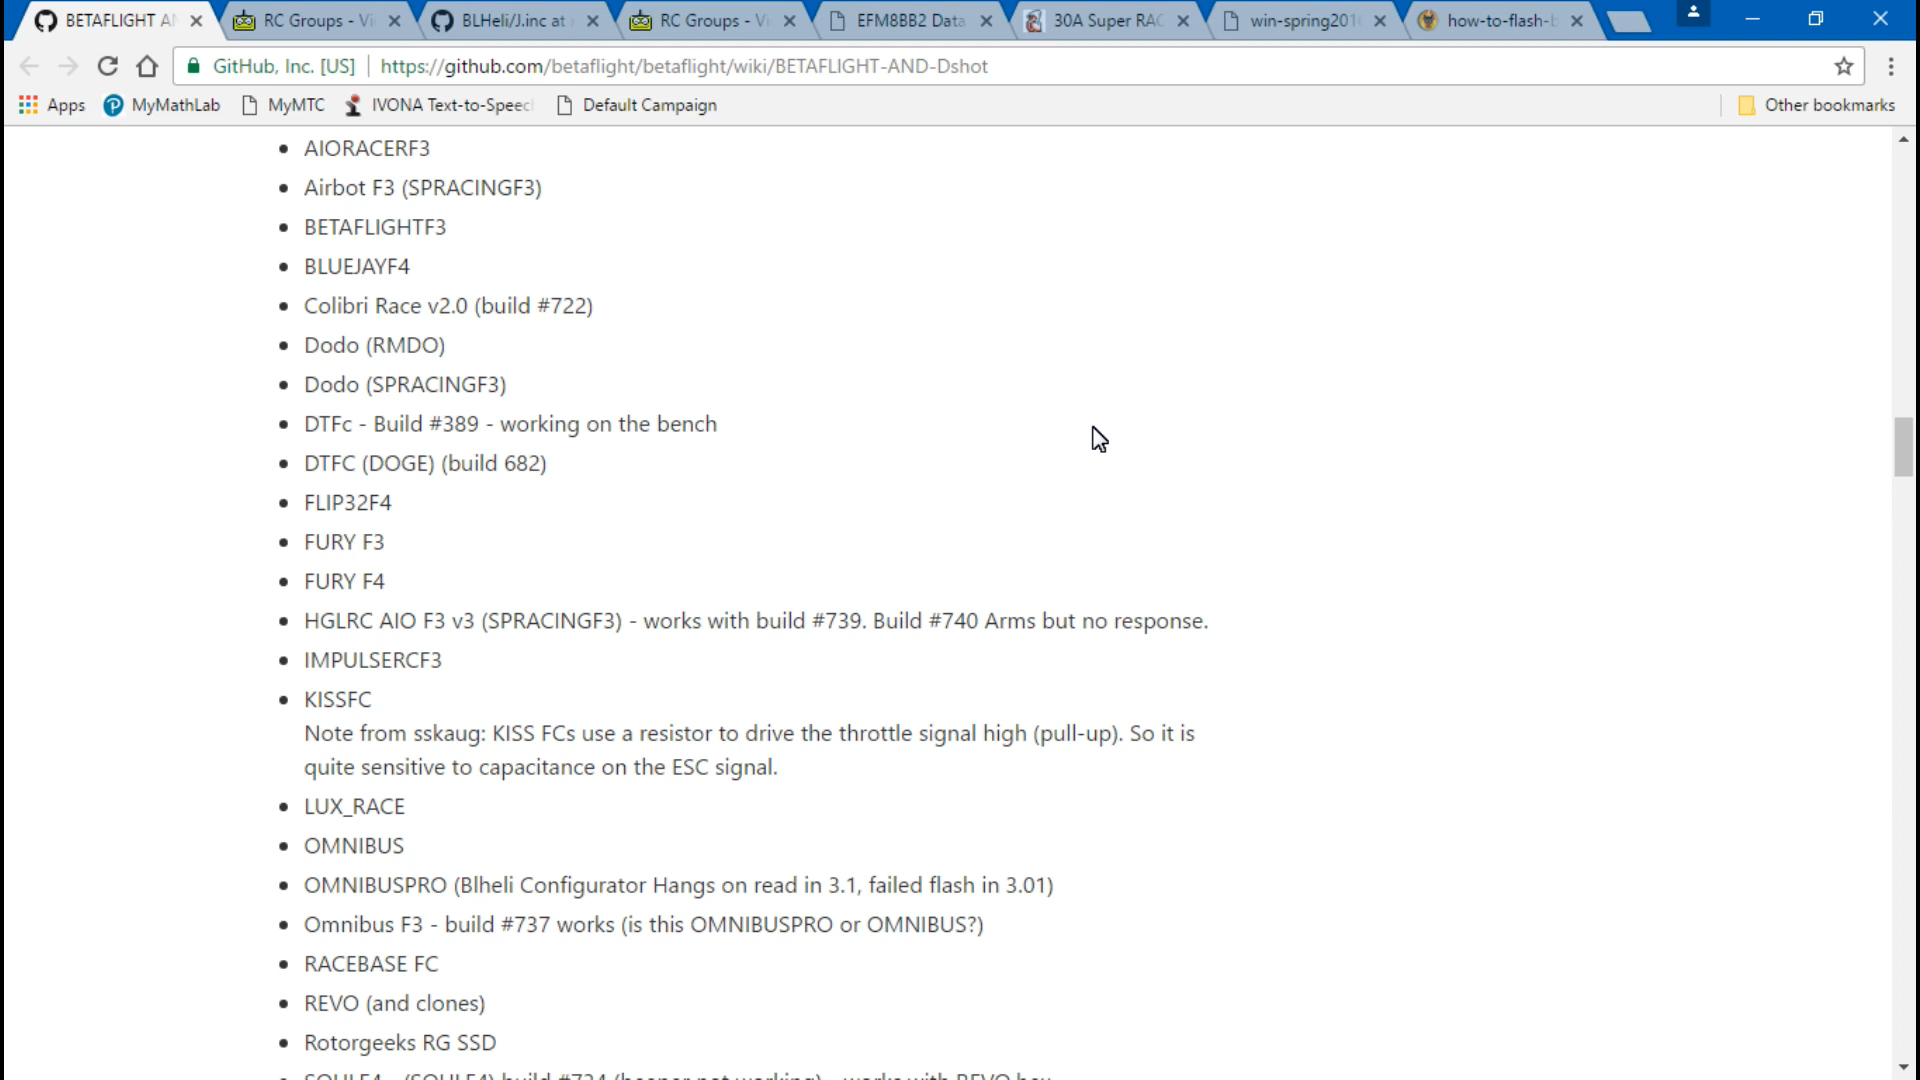 BETAFLIGHT AN
RC Groups - Vi
BLHeli/J.inc at
RC Groups - Vi
EFM8BB2 Data
30A Super RAC
win-spring201
how-to-flash-b
GitHub, Inc. [US]
https://github.com/betaflight/betaflight/wiki/BETAFLIGHT-AND-Dshot
Apps
MyMathLab
MyMTC
IVONA Text-to-Speec
Default Campaign
Other bookmarks
• AIORACERF3
• Airbot F3 (SPRACINGF3)
• BETAFLIGHTF3
• BLUEJAYF4
• Colibri Race v2.0 (build #722)
• Dodo (RMDO)
• Dodo (SPRACINGF3)
• DTFc - Build #389 - working on the bench
• DTFC (DOGE) (build 682)
• FLIP32F4
• FURY F3
• FURY F4
• HGLRC AIO F3 v3 (SPRACINGF3) - works with build #739. Build #740 Arms but no response.
• IMPULSERCF3
• KISSFC
Note from sskaug: KISS FCs use a resistor to drive the throttle signal high (pull-up). So it is
quite sensitive to capacitance on the ESC signal.
• LUX_RACE
• OMNIBUS
• OMNIBUSPRO (Blheli Configurator Hangs on read in 3.1, failed flash in 3.01)
• Omnibus F3 - build #737 works (is this OMNIBUSPRO or OMNIBUS?)
• RACEBASE FC
• REVO (and clones)
• Rotorgeeks RG SSD